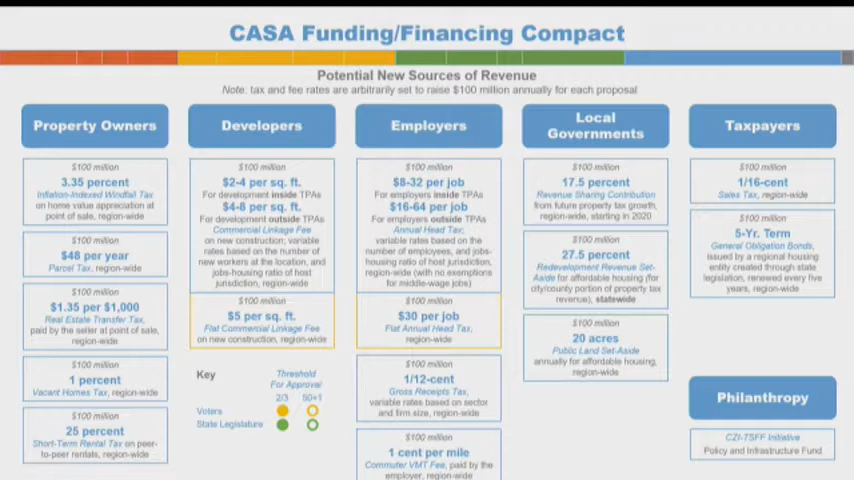 CASA Funding/Financing Compact
Potential New Sources of Revenue
Note: tax and fee rates are arbitrarily set to raise $100 million annually for each proposal
Property Owners
$100 million
3.35 percent
Inflation-Indexed Windfall Tax
on home value appreciation at
point of sale, region-wide
$100 million
$48 per year
Parcel Tax, region-wide
$100 million
$1.35 per $1,000
Real Estate Transfer Tax,
paid by the seller at point of sale,
region-wide
$100 million
1 percent
Vacant Homes Tax, region-wide
$100 million
25 percent
Short-Term Rental Tax on peer-
to-peer rentals, region-wide
Developers
$100 million
$2-4 per sq. ft.
For development inside TPAs
$4-8 per sq. ft.
For development outside TPAs
Commercial Linkage Fee
on new construction; variable
rates based on the number of
new workers at the location, and
jobs-housing ratio of host
jurisdiction, region-wide
$100 million
$5 per sq. ft.
Flat Commercial Linkage Fee
on new construction, region-wide
Key
Threshold
For Approval
2/3 50+1
Voters
State Legislature
Employers
$100 million
$8-32 per job
For employers inside TPAs
$16-64 per job
For employers outside TPAs
Annual Head Tax;
variable rates based on the
number of employees, and jobs-
housing ratio of host jurisdiction,
region-wide (with no exemptions
for middle-wage jobs)
$100 million
$30 per job
Flat Annual Head Tax,
region-wide
$100 million
1/12-cent
Gross Receipts Tax,
variable rates based on sector
and firm size, region-wide
$100 million
1 cent per mile
Commuter VMT Fee, paid by the
employer, region-wide
Local
Governments
$100 million
17.5 percent
Revenue Sharing Contribution
from future property tax growth,
region-wide, starting in 2020
$100 million
27.5 percent
Redevelopment Revenue Set-
Aside for affordable housing (for
city/county portion of property tax
revenue), statewide
$100 million
20 acres
Public Land Set-Aside
annually for affordable housing,
region-wide
Taxpayers
$100 million
1/16-cent
Sales Tax, region-wide
$100 million
5-Yr. Term
General Obligation Bonds,
issued by a regional housing
entity created through state
legislation, renewed every five
years, region-wide
Philanthropy
CZI-TSFF Initiative
Policy and Infrastructure Fund